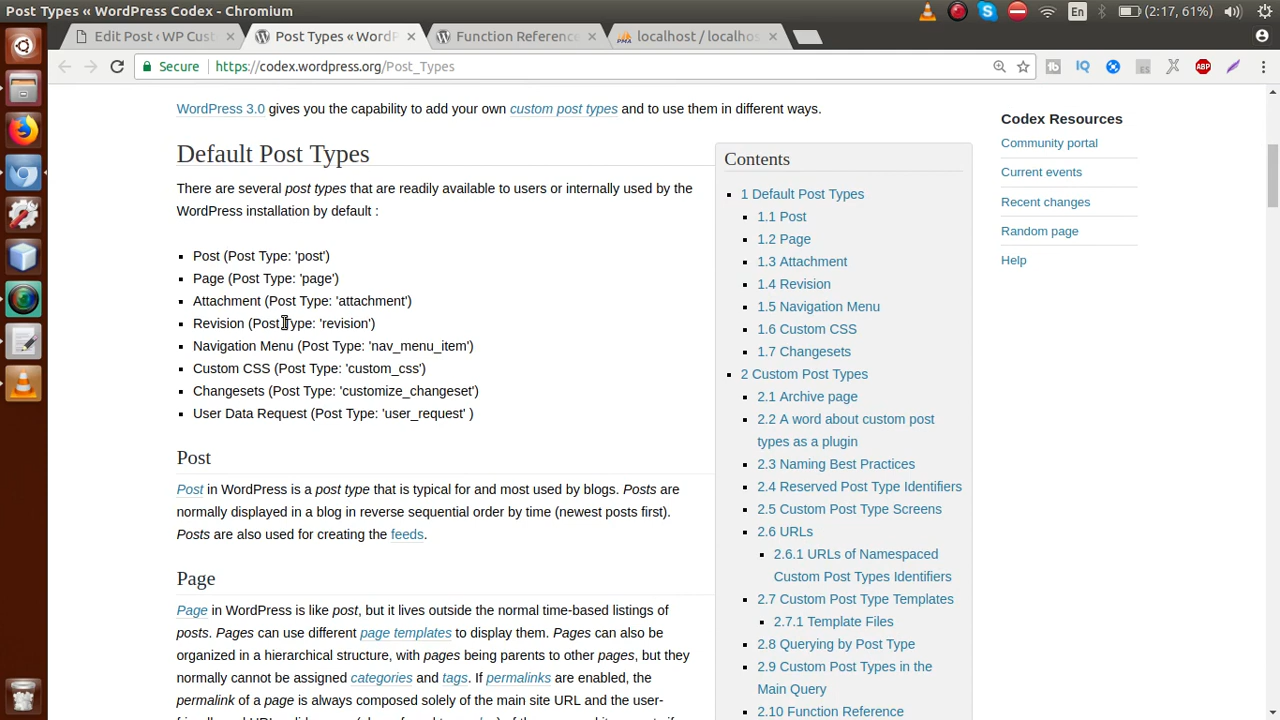 Post Types « WordPress Codex - Chromium
En
(2:17, 61%)
Edit Post ‹ WP Cust
Post Types « WordP
Function Reference
PMA
localhost / localhos
Secure
https://codex.wordpress.org/Post_Types
fb
IQ
ES
ABP
WordPress 3.0 gives you the capability to add your own custom post types and to use them in different ways.
Default Post Types
There are several post types that are readily available to users or internally used by the
WordPress installation by default :
Post (Post Type: 'post')
Page (Post Type: 'page')
Attachment (Post Type: 'attachment')
Revision (Post Type: 'revision')
Navigation Menu (Post Type: 'nav_menu_item')
Custom CSS (Post Type: 'custom_css')
Changesets (Post Type: 'customize_changeset')
User Data Request (Post Type: 'user_request' )
Post
Post in WordPress is a post type that is typical for and most used by blogs. Posts are
normally displayed in a blog in reverse sequential order by time (newest posts first).
Posts are also used for creating the feeds.
Page
Page in WordPress is like post, but it lives outside the normal time-based listings of
posts. Pages can use different page templates to display them. Pages can also be
organized in a hierarchical structure, with pages being parents to other pages, but they
normally cannot be assigned categories and tags. If permalinks are enabled, the
permalink of a page is always composed solely of the main site URL and the user-
Contents
1 Default Post Types
1.1 Post
1.2 Page
1.3 Attachment
1.4 Revision
1.5 Navigation Menu
1.6 Custom CSS
1.7 Changesets
2 Custom Post Types
2.1 Archive page
2.2 A word about custom post
types as a plugin
2.3 Naming Best Practices
2.4 Reserved Post Type Identifiers
2.5 Custom Post Type Screens
2.6 URLs
2.6.1 URLs of Namespaced
Custom Post Types Identifiers
2.7 Custom Post Type Templates
2.7.1 Template Files
2.8 Querying by Post Type
2.9 Custom Post Types in the
Main Query
2.10 Function Reference
Codex Resources
Community portal
Current events
Recent changes
Random page
Help